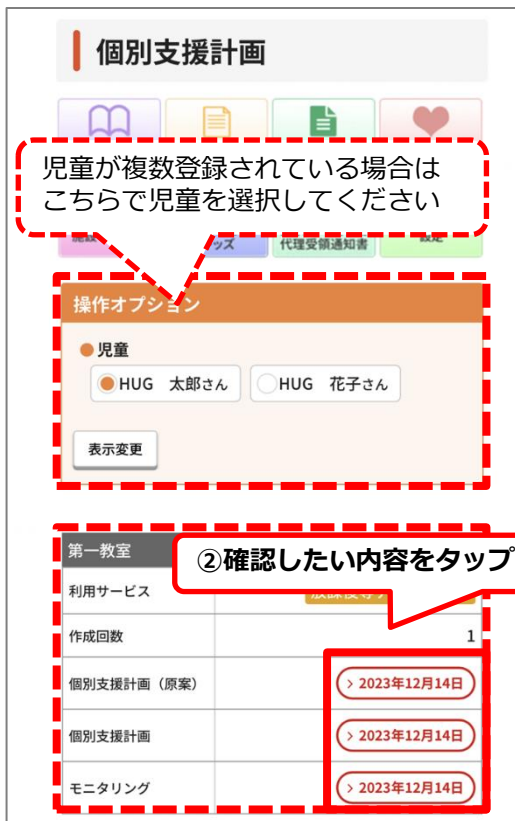 個別支援計画
児童が複数登録されている場合は
こちらで児童を選択してください
代理受領通知書
設定
操作オプション
児童
HUG 太郎さん
HUG 花子さん
表示変更
第一教室
②確認したい内容をタップ
利用サービス
作成回数
1
個別支援計画（原案）
> 2023年12月14日
個別支援計画
> 2023年12月14日
モニタリング
> 2023年12月14日